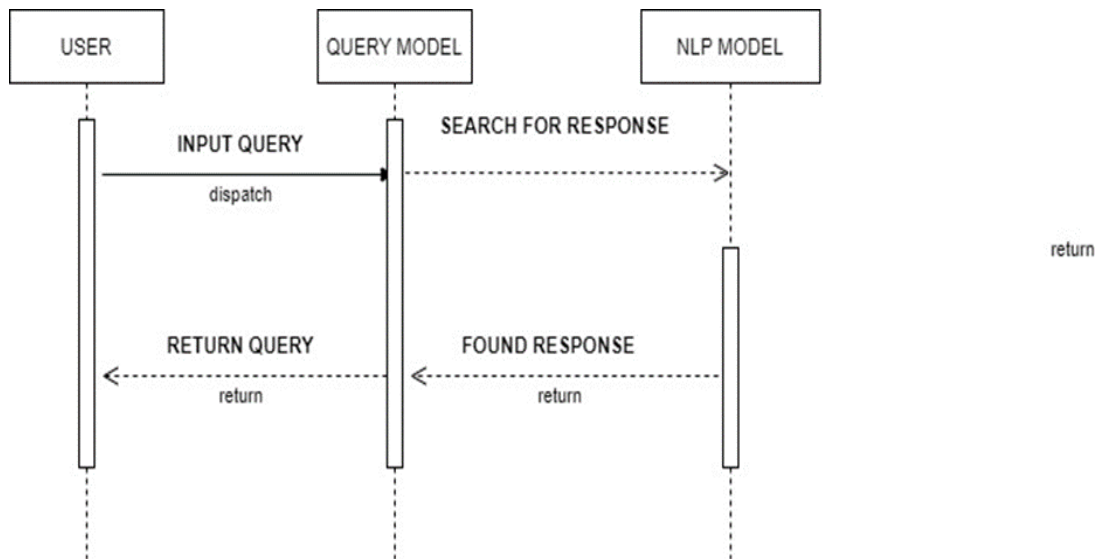 USER
QUERY MODEL
NLP MODEL
SEARCH FOR RESPONSE
INPUT QUERY
dispatch
return
RETURN QUERY
FOUND RESPONSE
return
return